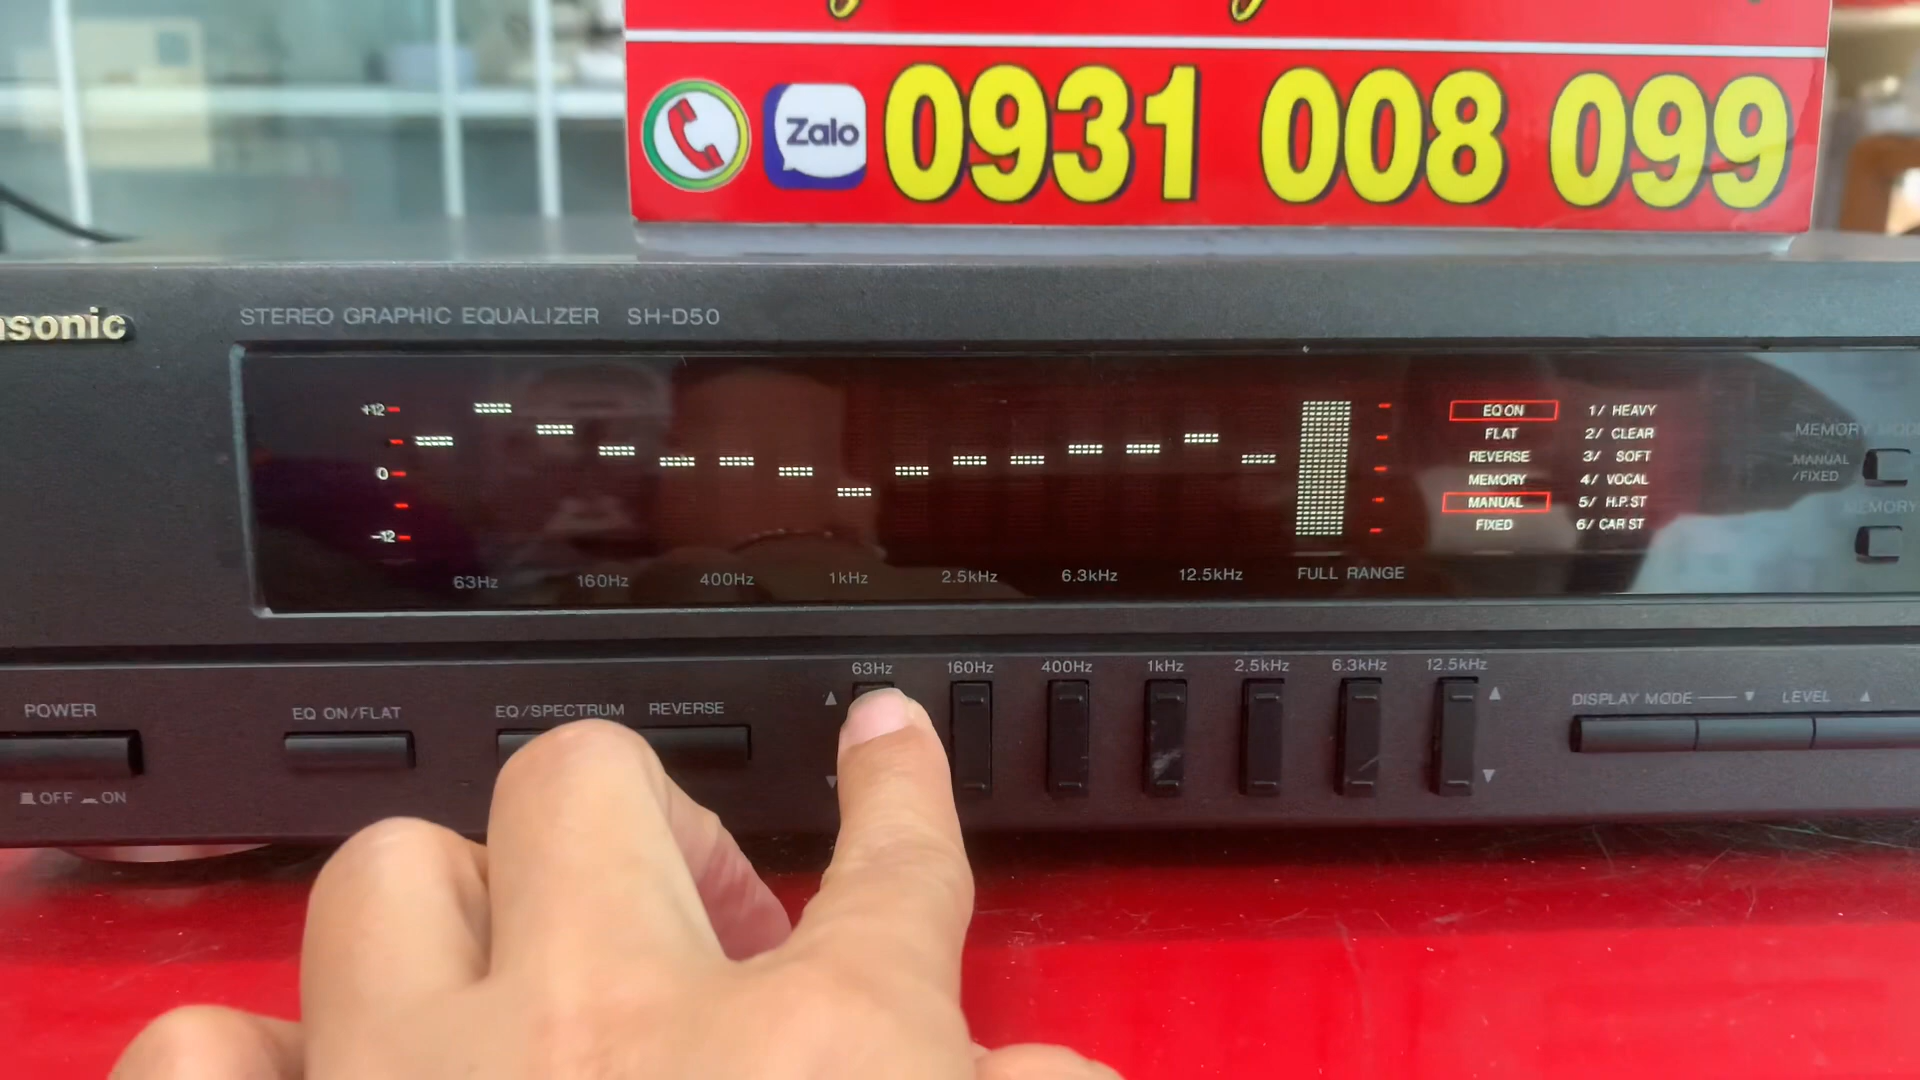 Zalo 0931 008 099
nsonic
STEREO GRAPHIC EQUALIZER SH-D50
+12
0
-12
63Hz 160Hz 400Hz 1kHz 2.5kHz 6.3kHz 12.5kHz FULL RANGE
EQ ON 1/ HEAVY
FLAT 2/ CLEAR
REVERSE 3/ SOFT
MEMORY 4/ VOCAL
MANUAL 5/ H.P.ST
FIXED 6/ CAR ST
MEMORY MODE
MANUAL
/FIXED
MEMORY
63Hz 160Hz 400Hz 1kHz 2.5kHz 6.3kHz 12.5kHz
POWER EQ ON/FLAT EQ/SPECTRUM REVERSE DISPLAY MODE LEVEL
OFF ON